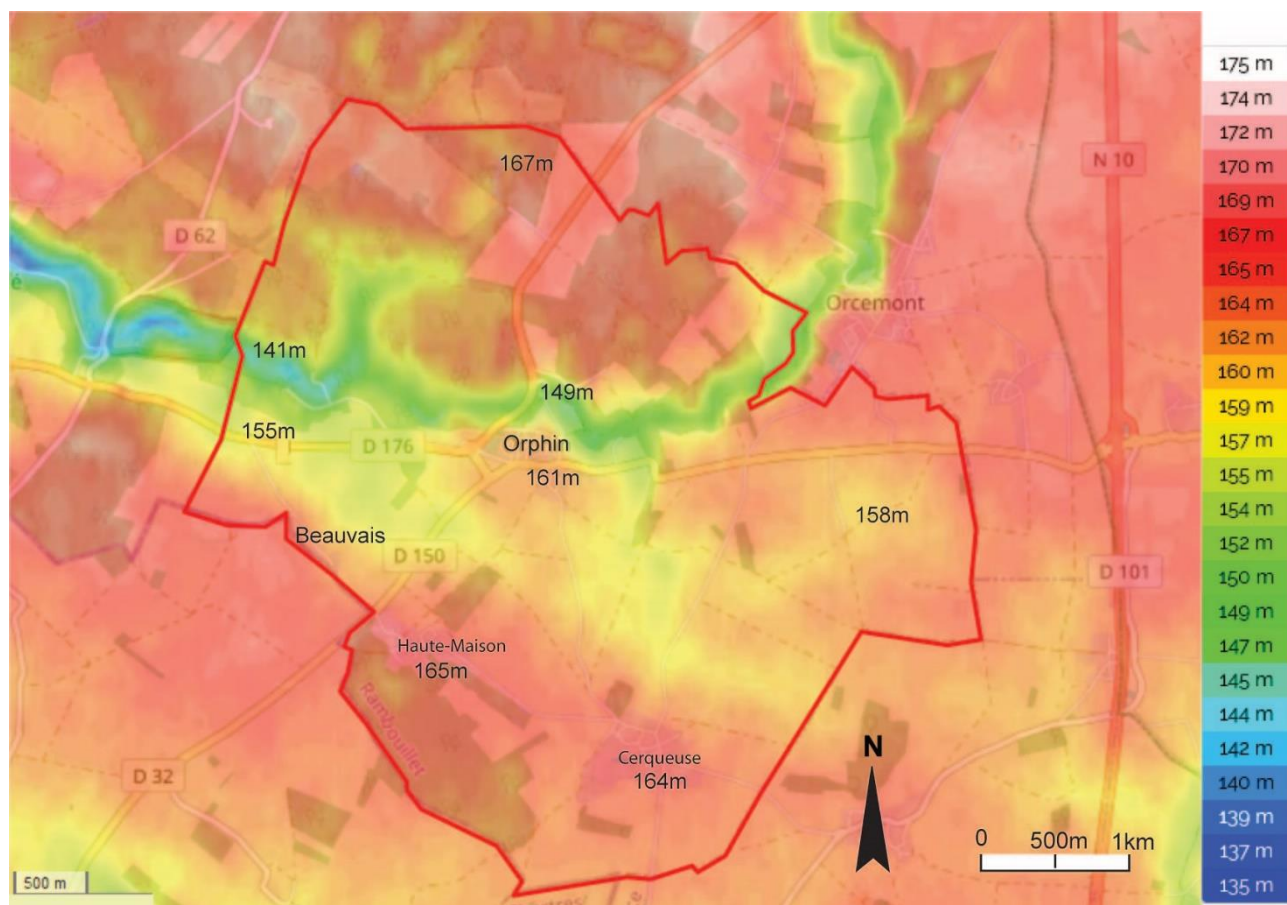 175 m
174 m
172 m
170 m
169 m
167 m
165 m
164 m
162 m
160 m
159 m
157 m
155 m
154 m
152 m
150 m
149 m
147 m
145 m
144 m
142 m
140 m
139 m
137 m
135 m
167m
N 10
D 62
é
Orcemont
141m
149m
155m
D 176
Orphin
161m
158m
Beauvais
D 150
D 101
Haute-Maison
165m
Rambouillet
Cerqueuse
164m
D 32
N
0 500m 1km
500 m